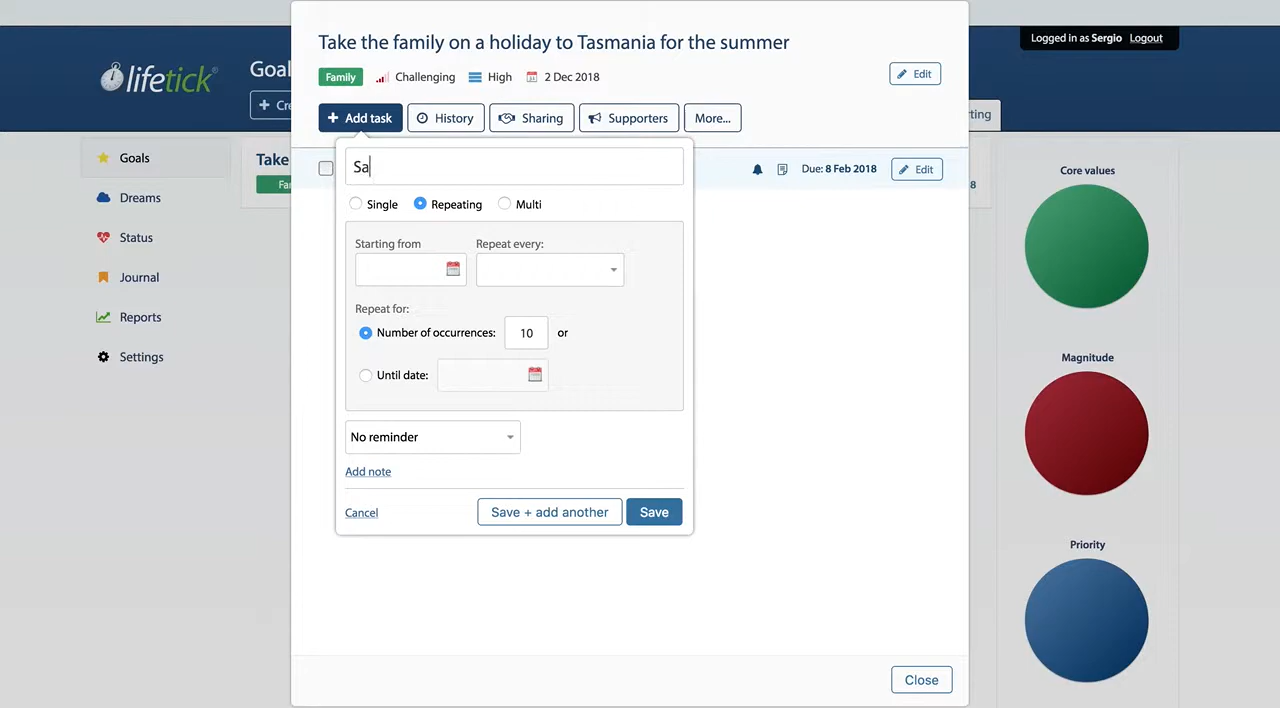 Take the family on a holiday to Tasmania for the summer
Logged in as Sergio Logout
lifetick®
Goal
Family Challenging High 2 Dec 2018 Edit
+ Cre
+ Add task History Sharing Supporters More...
rting
Goals
Take
Sa
Due: 8 Feb 2018 Edit
Core values
Fa
8
Dreams
Single Repeating Multi
Status
Starting from Repeat every:
Journal
Repeat for:
Reports
Number of occurrences: 10 or
Settings
Magnitude
Until date:
No reminder
Add note
Cancel Save + add another Save
Priority
Close